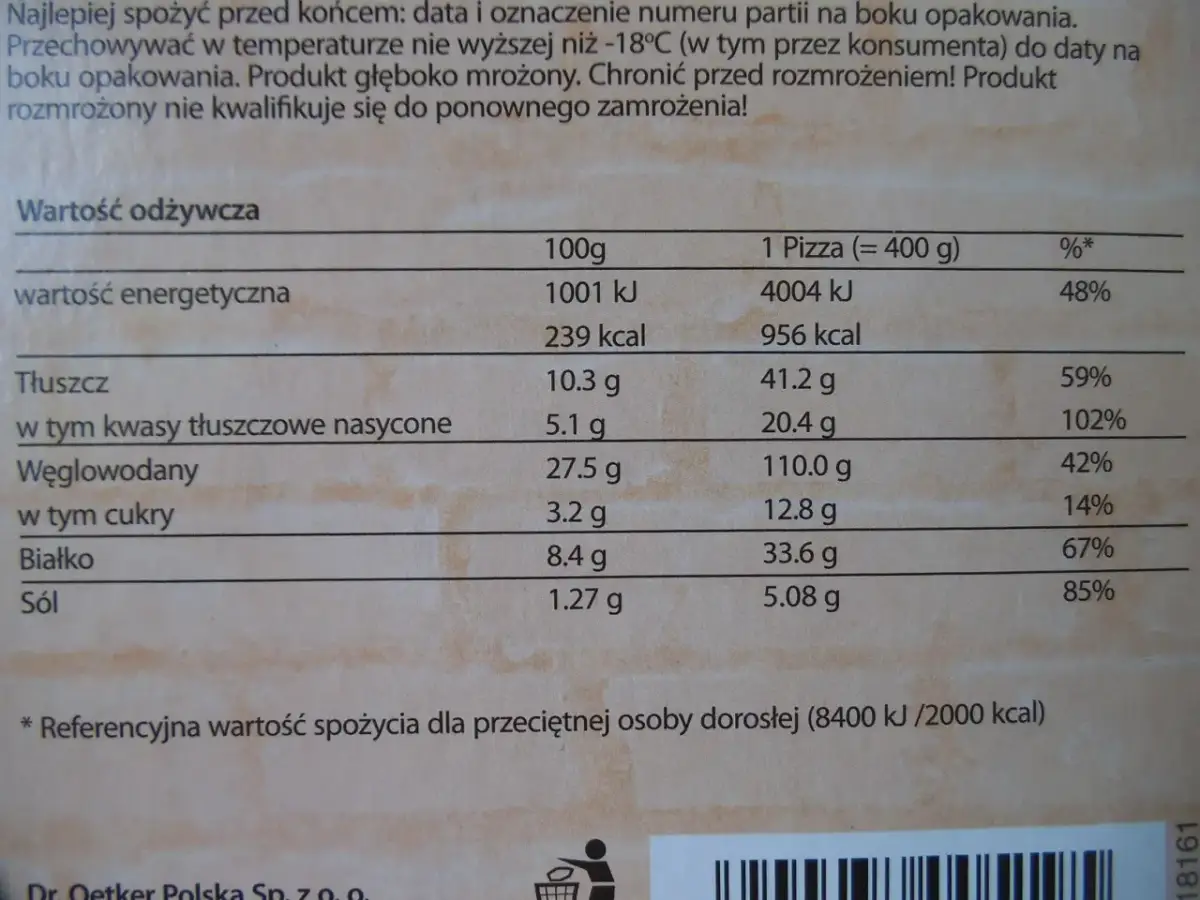 Najlepiej spożyć przed końcem: data i oznaczenie numeru partii na boku opakowania.
Przechowywać w temperaturze nie wyższej niż -18ºC (w tym przez konsumenta) do daty na
boku opakowania. Produkt głęboko mrożony. Chronić przed rozmrożeniem! Produkt
rozmrożony nie kwalifikuje się do ponownego zamrożenia!
Wartość odżywcza
100g 1 Pizza (= 400 g) %*
wartość energetyczna 1001 kJ 4004 kJ 48%
239 kcal 956 kcal
Tłuszcz 10.3 g 41.2 g 59%
w tym kwasy tłuszczowe nasycone 5.1 g 20.4 g 102%
Węglowodany 27.5 g 110.0 g 42%
w tym cukry 3.2 g 12.8 g 14%
Białko 8.4 g 33.6 g 67%
Sól 1.27 g 5.08 g 85%
* Referencyjna wartość spożycia dla przeciętnej osoby dorosłej (8400 kJ /2000 kcal)
Dr. Oetker Polska Sp. z o. o.
18161